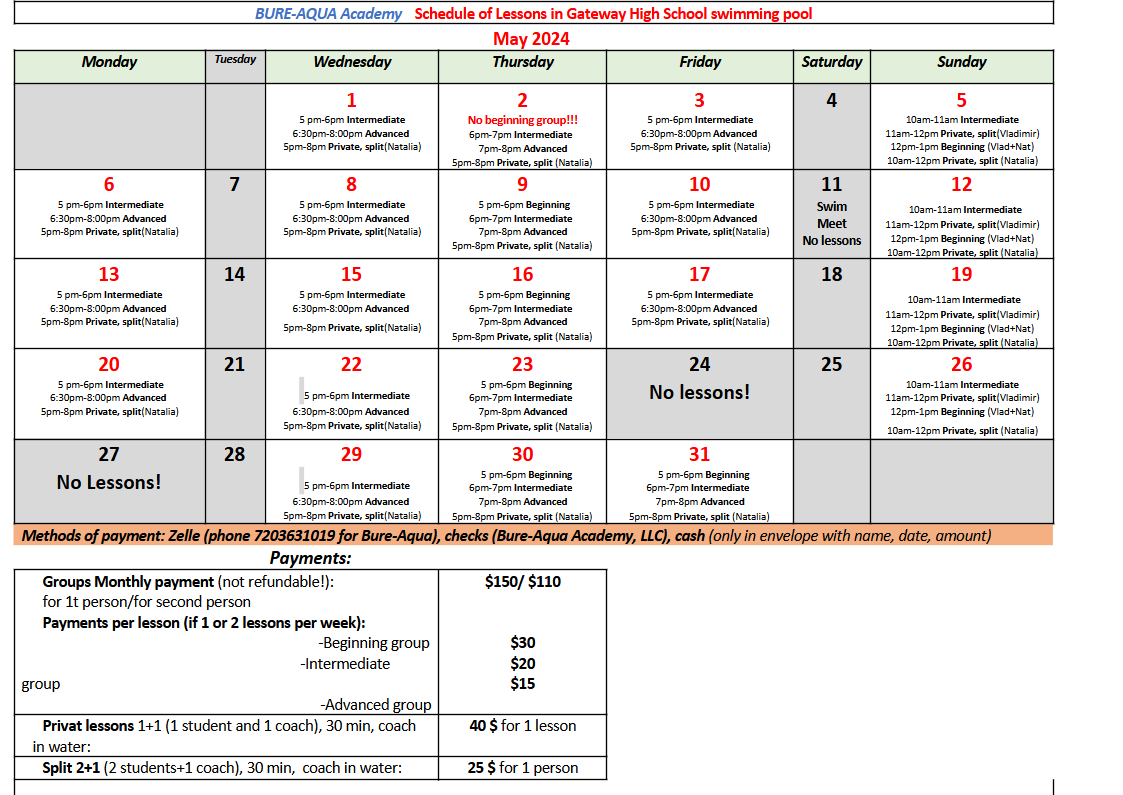 BURE-AQUA Academy Schedule of Lessons in Gateway High School swimming pool
May 2024
Monday Tuesday Wednesday Thursday Friday Saturday Sunday
1
5 pm-6pm Intermediate
6:30pm-8:00pm Advanced
5pm-8pm Private, split(Natalia)
2
No beginning group!!!
6pm-7pm Intermediate
7pm-8pm Advanced
5pm-8pm Private, split (Natalia)
3
5 pm-6pm Intermediate
6:30pm-8:00pm Advanced
5pm-8pm Private, split (Natalia)
4
5
10am-11am Intermediate
11am-12pm Private, split(Vladimir)
12pm-1pm Beginning (Vlad+Nat)
10am-12pm Private, split (Natalia)
6
5 pm-6pm Intermediate
6:30pm-8:00pm Advanced
5pm-8pm Private, split(Natalia)
7
8
5 pm-6pm Intermediate
6:30pm-8:00pm Advanced
5pm-8pm Private, split(Natalia)
9
5 pm-6pm Beginning
6pm-7pm Intermediate
7pm-8pm Advanced
5pm-8pm Private, split (Natalia)
10
5 pm-6pm Intermediate
6:30pm-8:00pm Advanced
5pm-8pm Private, split(Natalia)
11
Swim
Meet
No lessons
12
10am-11am Intermediate
11am-12pm Private, split(Vladimir)
12pm-1pm Beginning (Vlad+Nat)
10am-12pm Private, split (Natalia)
13
5 pm-6pm Intermediate
6:30pm-8:00pm Advanced
5pm-8pm Private, split(Natalia)
14
15
5 pm-6pm Intermediate
6:30pm-8:00pm Advanced
5pm-8pm Private, split(Natalia)
16
5 pm-6pm Beginning
6pm-7pm Intermediate
7pm-8pm Advanced
5pm-8pm Private, split (Natalia)
17
5 pm-6pm Intermediate
6:30pm-8:00pm Advanced
5pm-8pm Private, split(Natalia)
18
19
10am-11am Intermediate
11am-12pm Private, split(Vladimir)
12pm-1pm Beginning (Vlad+Nat)
10am-12pm Private, split (Natalia)
20
5 pm-6pm Intermediate
6:30pm-8:00pm Advanced
5pm-8pm Private, split(Natalia)
21
22
5 pm-6pm Intermediate
6:30pm-8:00pm Advanced
5pm-8pm Private, split(Natalia)
23
5 pm-6pm Beginning
6pm-7pm Intermediate
7pm-8pm Advanced
5pm-8pm Private, split (Natalia)
24
No lessons!
25
26
10am-11am Intermediate
11am-12pm Private, split(Vladimir)
12pm-1pm Beginning (Vlad+Nat)
10am-12pm Private, split (Natalia)
27
No Lessons!
28
29
5 pm-6pm Intermediate
6:30pm-8:00pm Advanced
5pm-8pm Private, split(Natalia)
30
5 pm-6pm Beginning
6pm-7pm Intermediate
7pm-8pm Advanced
5pm-8pm Private, split (Natalia)
31
5 pm-6pm Beginning
6pm-7pm Intermediate
7pm-8pm Advanced
5pm-8pm Private, split (Natalia)
Methods of payment: Zelle (phone 7203631019 for Bure-Aqua), checks (Bure-Aqua Academy, LLC), cash (only in envelope with name, date, amount)
Payments:
Groups Monthly payment (not refundable!): $150/ $110
for 1t person/for second person
Payments per lesson (if 1 or 2 lessons per week):
-Beginning group $30
-Intermediate $20
group $15
-Advanced group
Privat lessons 1+1 (1 student and 1 coach), 30 min, coach 40 $ for 1 lesson
in water:
Split 2+1 (2 students+1 coach), 30 min, coach in water: 25 $ for 1 person